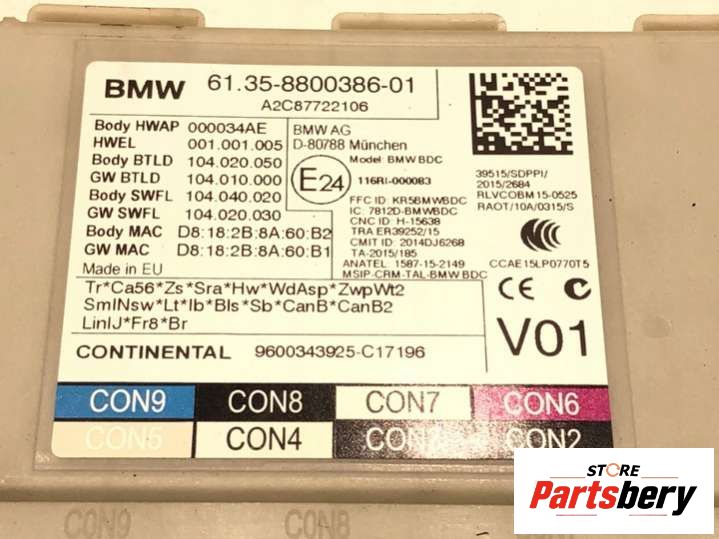 BMW 61.35-8800386-01
A2C87722106
Body HWAP 000034AE
HWEL 001.001.005
Body BTLD 104.020.050
GW BTLD 104.010.000
Body SWFL 104.040.020
GW SWFL 104.020.030
Body MAC D8:18:2B:8A:60:B2
GW MAC D8:18:2B:8A:60:B1
Made in EU
BMW AG
D-80788 München
Model BMW BDC
E24
116RI-000083
FFC ID: KR5BMWBDC
IC: 7812D-BMWBDC
CNC ID: H-15638
TRA ER39252/15
CMIT ID: 2014DJ6268
TA-2015/185
ANATEL 1587-15-2149
MSIP-CRM-TAL-BMW BDC
39515/SDPPI/
2015/2684
RLVCOBM15-0525
RAOT/10A/0315/S
CCC
CCAE15LP0770T5
CE
Tr*Ca56*Zs*Sra*Hw*WdAsp*ZwpWt2
SmlNsw*Lt*Ib*Bls*Sb*CanB*CanB2
LinIJ*Fr8*Br
V01
CONTINENTAL 9600343925-C17196
CON9 CON8 CON7 CON6
CON5 CON4 CON2
CON9 CON8
STORE
Partsbery